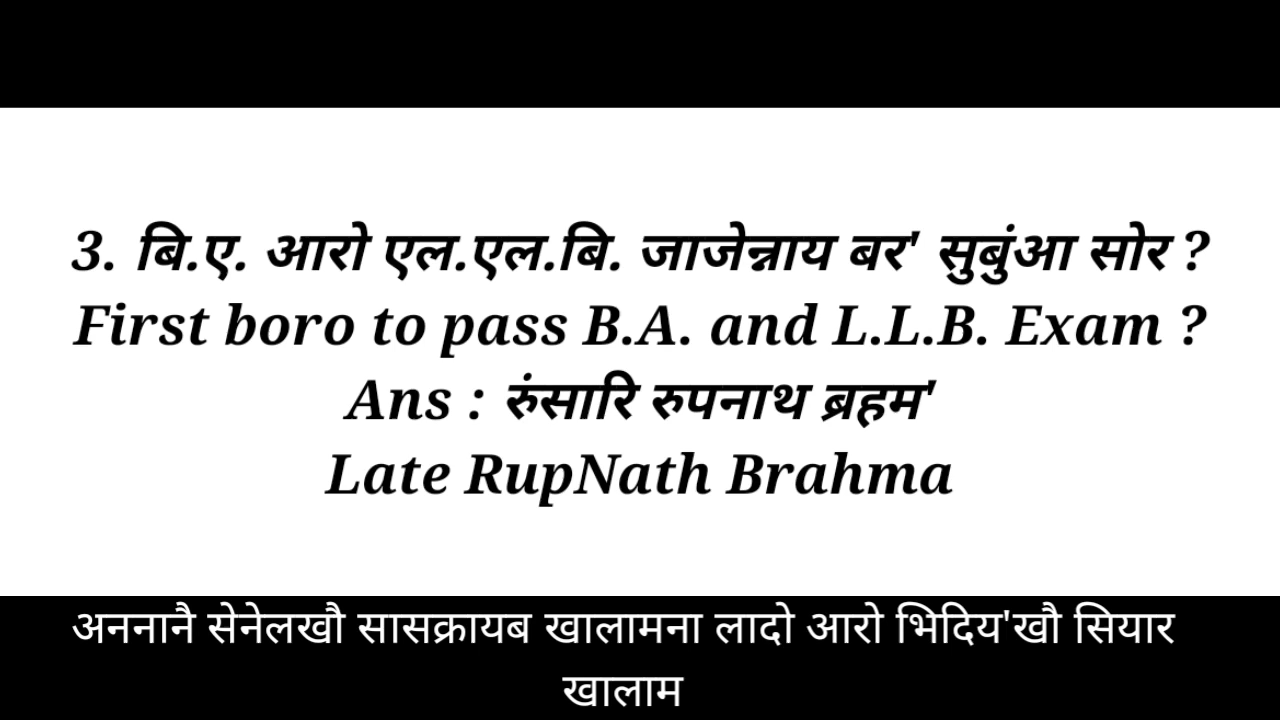 3. बि.ए. आरो एल.एल.बि. जाजेन्नाय बर' सुबुंआ सोर ?
First boro to pass B.A. and L.L.B. Exam ?
Ans : रुंसारि रुपनाथ ब्रहम'
Late RupNath Brahma
अननानै सेनेलखौ सासक्रायब खालामना लादो आरो भिदिय'खौ सियार
खालाम